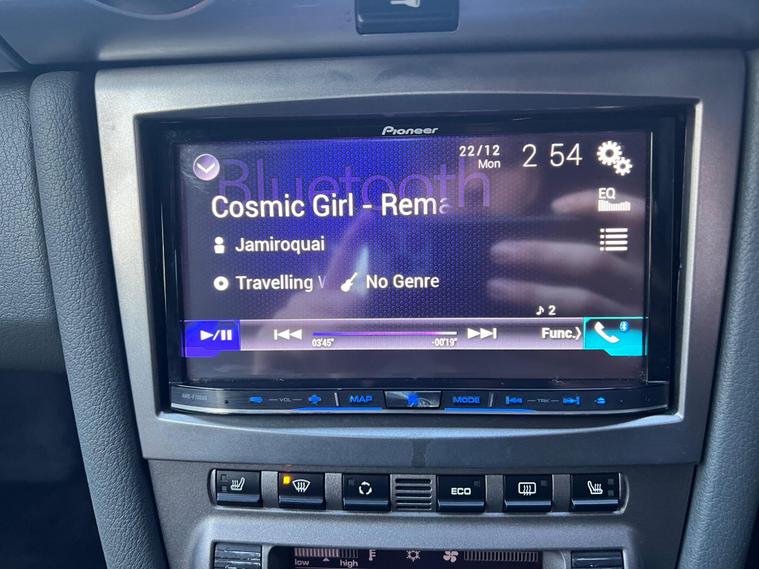 Pioneer
Bluetooth
22/12
Mon
2 54
Cosmic Girl - Rema
EQ
Jamiroquai
Travelling W
No Genre
2
03'45"
-00'19"
Func.
VOL
MAP
MODE
TRK
ECO
low
high